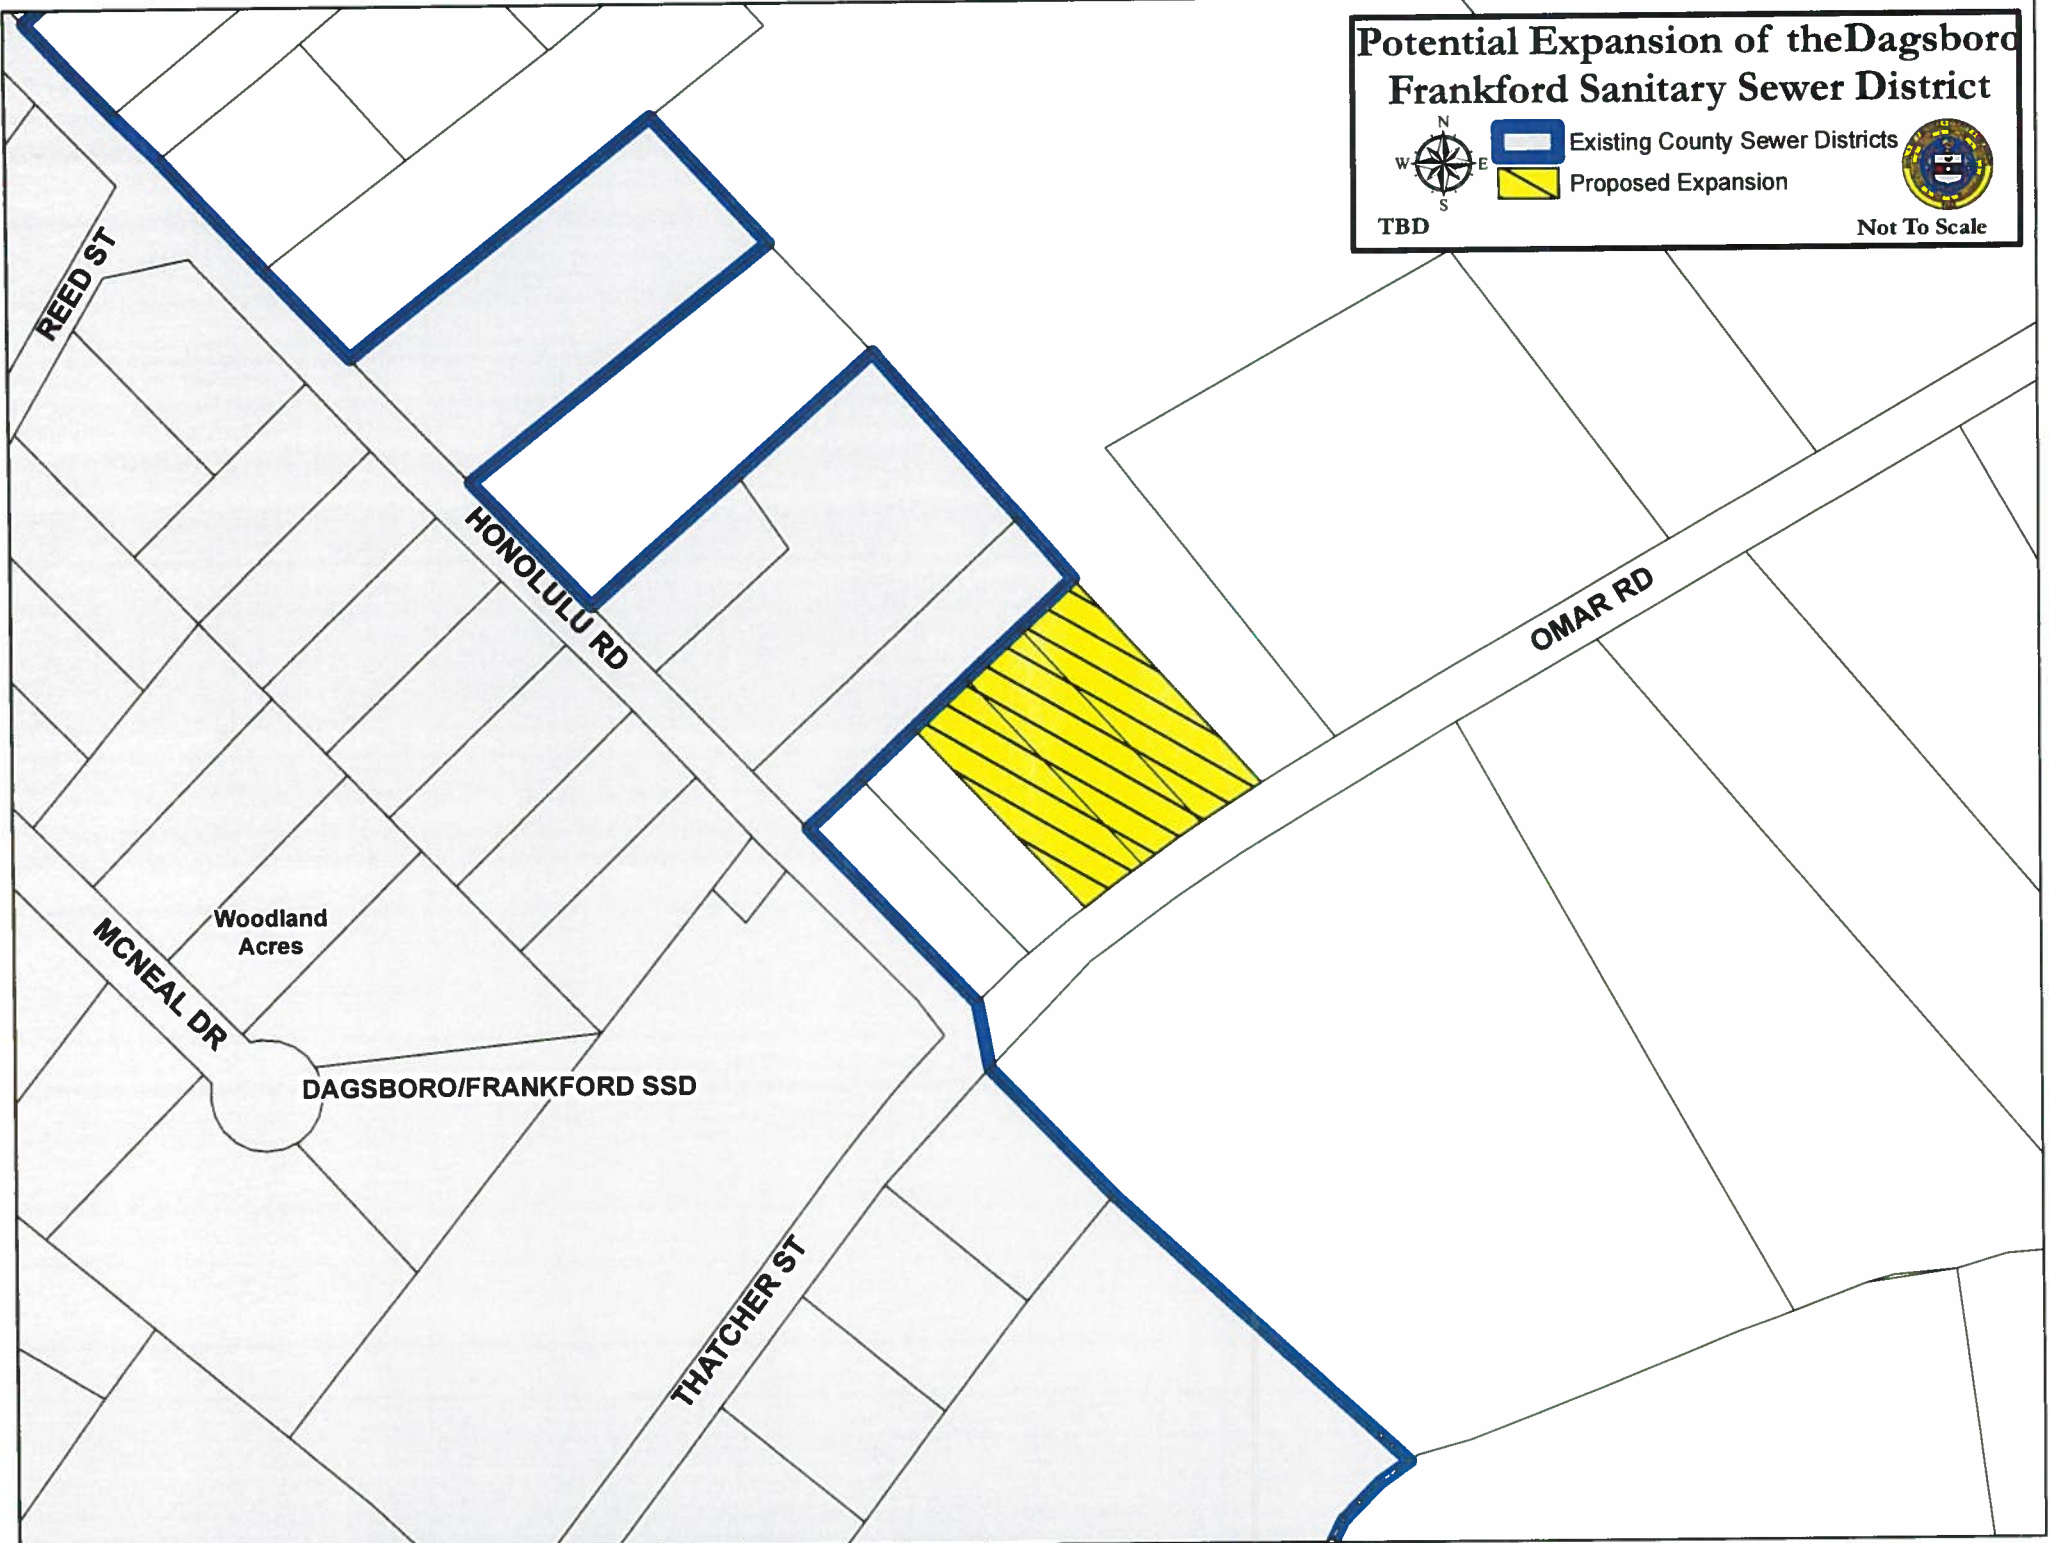 Potential Expansion of theDagsboro
Frankford Sanitary Sewer District
N
W E
S
Existing County Sewer Districts
Proposed Expansion
TBD
Not To Scale
REED ST
HONOLULU RD
OMAR RD
Woodland
Acres
MCNEAL DR
DAGSBORO/FRANKFORD SSD
THATCHER ST